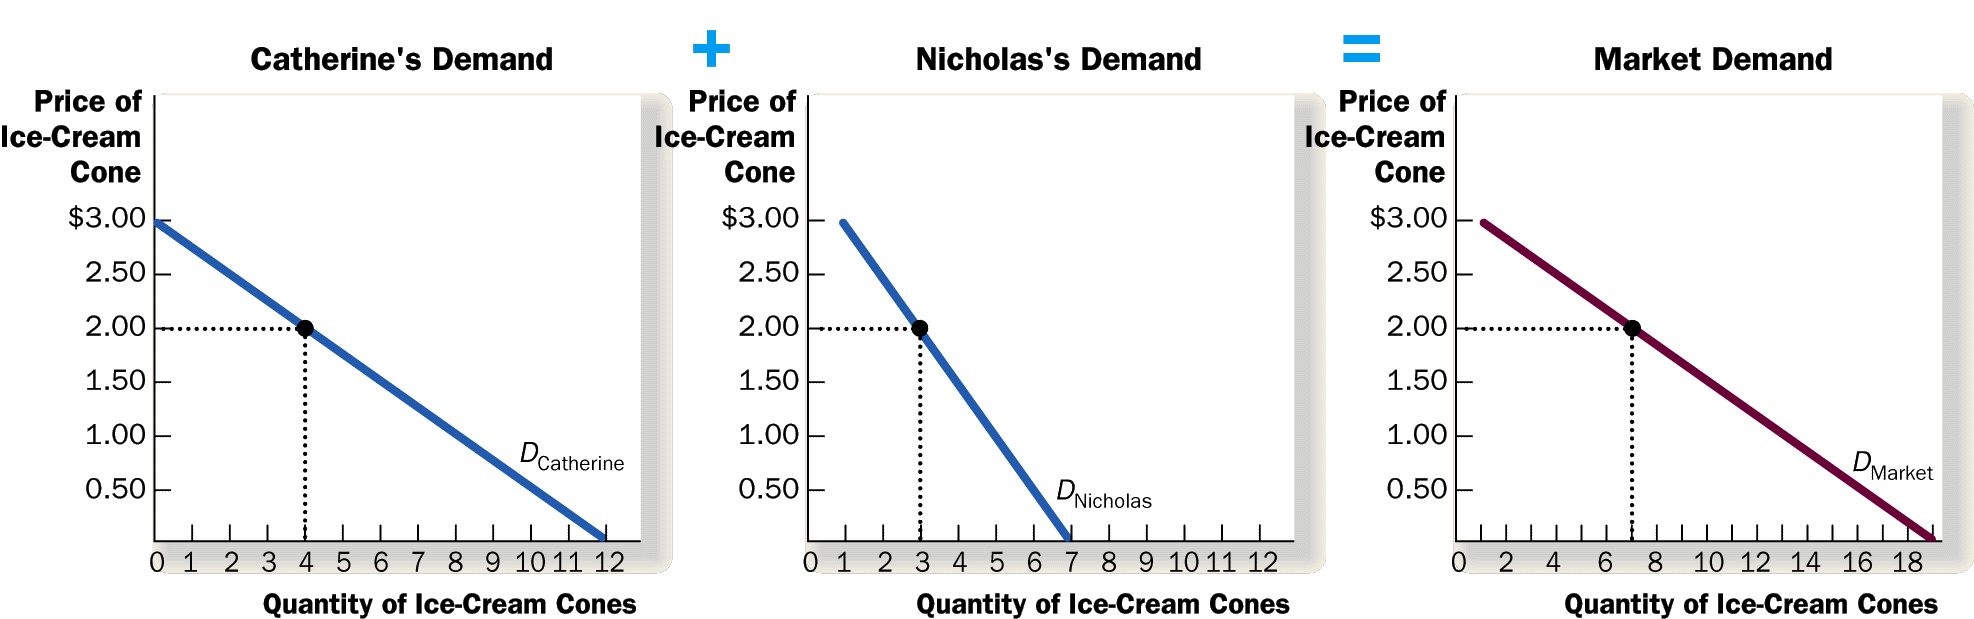 Catherine's Demand
+
Nicholas's Demand
=
Market Demand
Price of
Ice-Cream
Cone
$3.00
2.50
2.00
1.50
1.00
0.50
D Catherine
0 1 2 3 4 5 6 7 8 9 10 11 12
Quantity of Ice-Cream Cones
Price of
Ice-Cream
Cone
$3.00
2.50
2.00
1.50
1.00
0.50
D Nicholas
0 1 2 3 4 5 6 7 8 9 10 11 12
Quantity of Ice-Cream Cones
Price of
Ice-Cream
Cone
$3.00
2.50
2.00
1.50
1.00
0.50
D Market
0 2 4 6 8 10 12 14 16 18
Quantity of Ice-Cream Cones